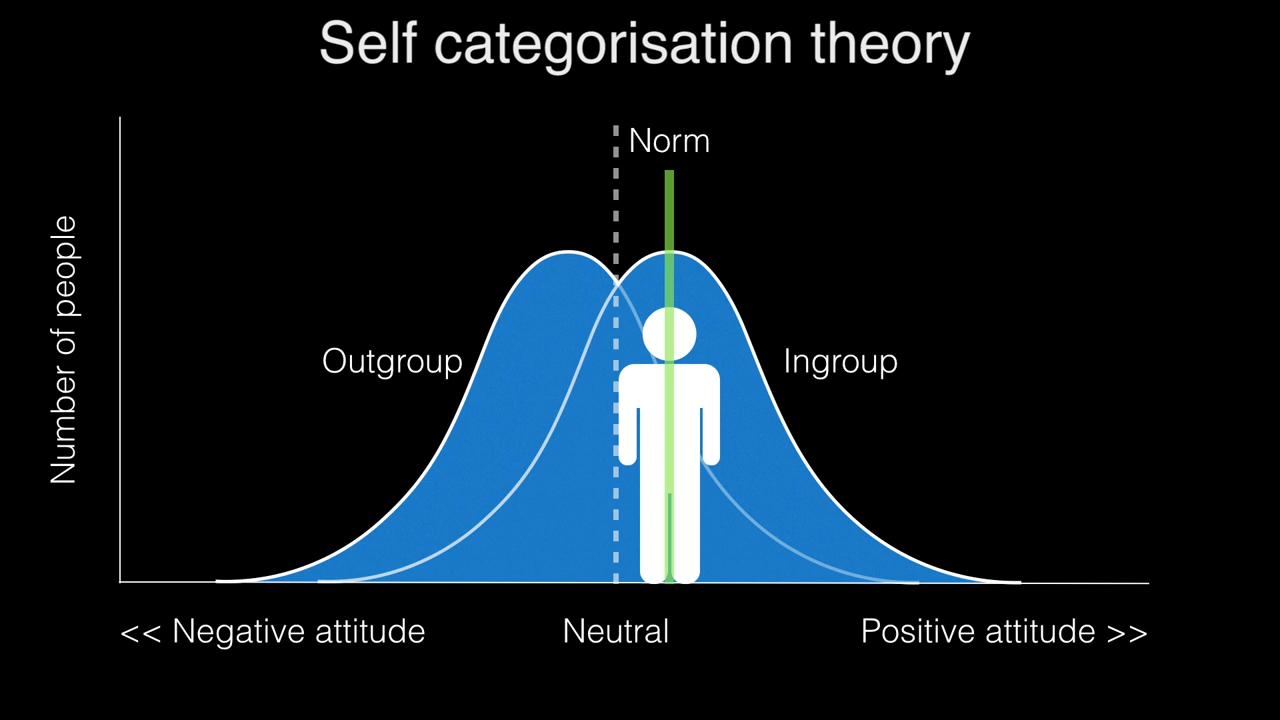 Self categorisation theory
Norm
Number of people
Outgroup
Ingroup
<< Negative attitude
Neutral
Positive attitude >>